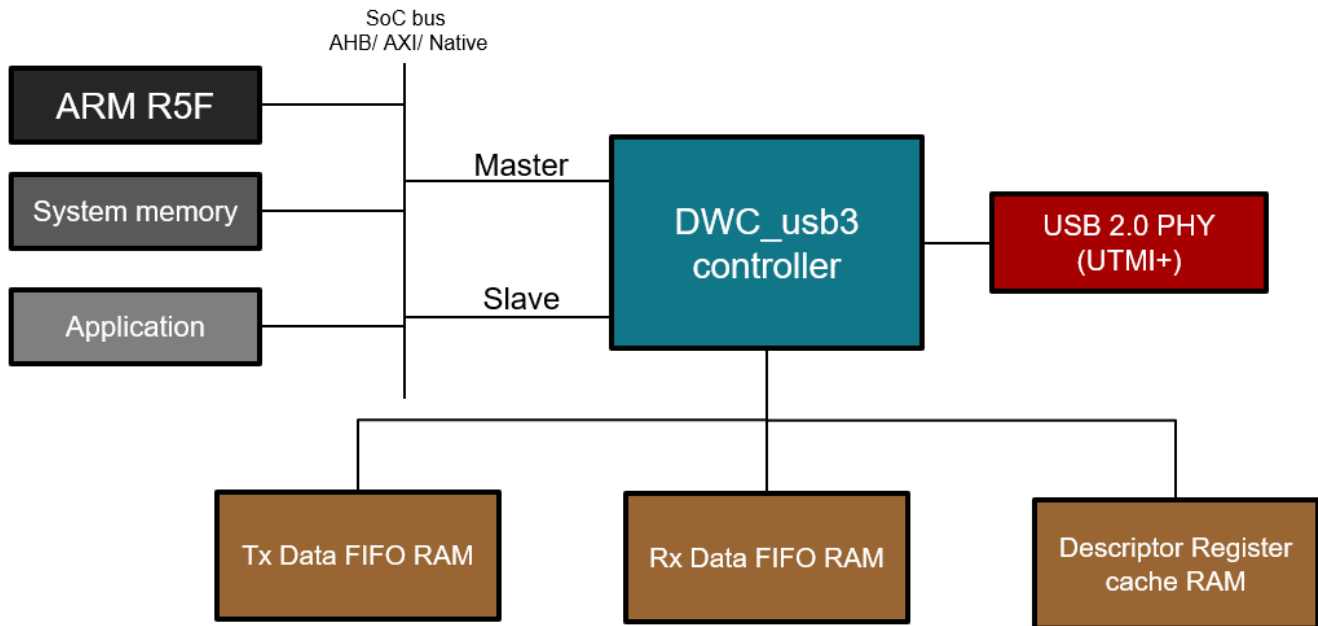 SoC bus
AHB/ AXI/ Native
ARM R5F
Master
System memory
DWC_usb3
controller
USB 2.0 PHY
(UTMI+)
Slave
Application
Tx Data FIFO RAM
Rx Data FIFO RAM
Descriptor Register
cache RAM